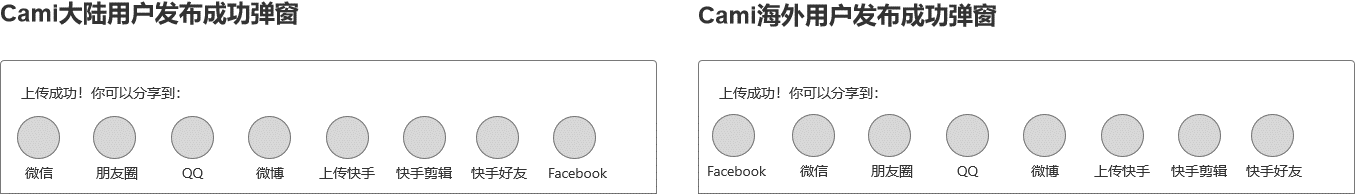 Cami大陆用户发布成功弹窗
上传成功！你可以分享到：
微信 朋友圈 QQ 微博 上传快手 快手剪辑 快手好友 Facebook
Cami海外用户发布成功弹窗
上传成功！你可以分享到：
Facebook 微信 朋友圈 QQ 微博 上传快手 快手剪辑 快手好友